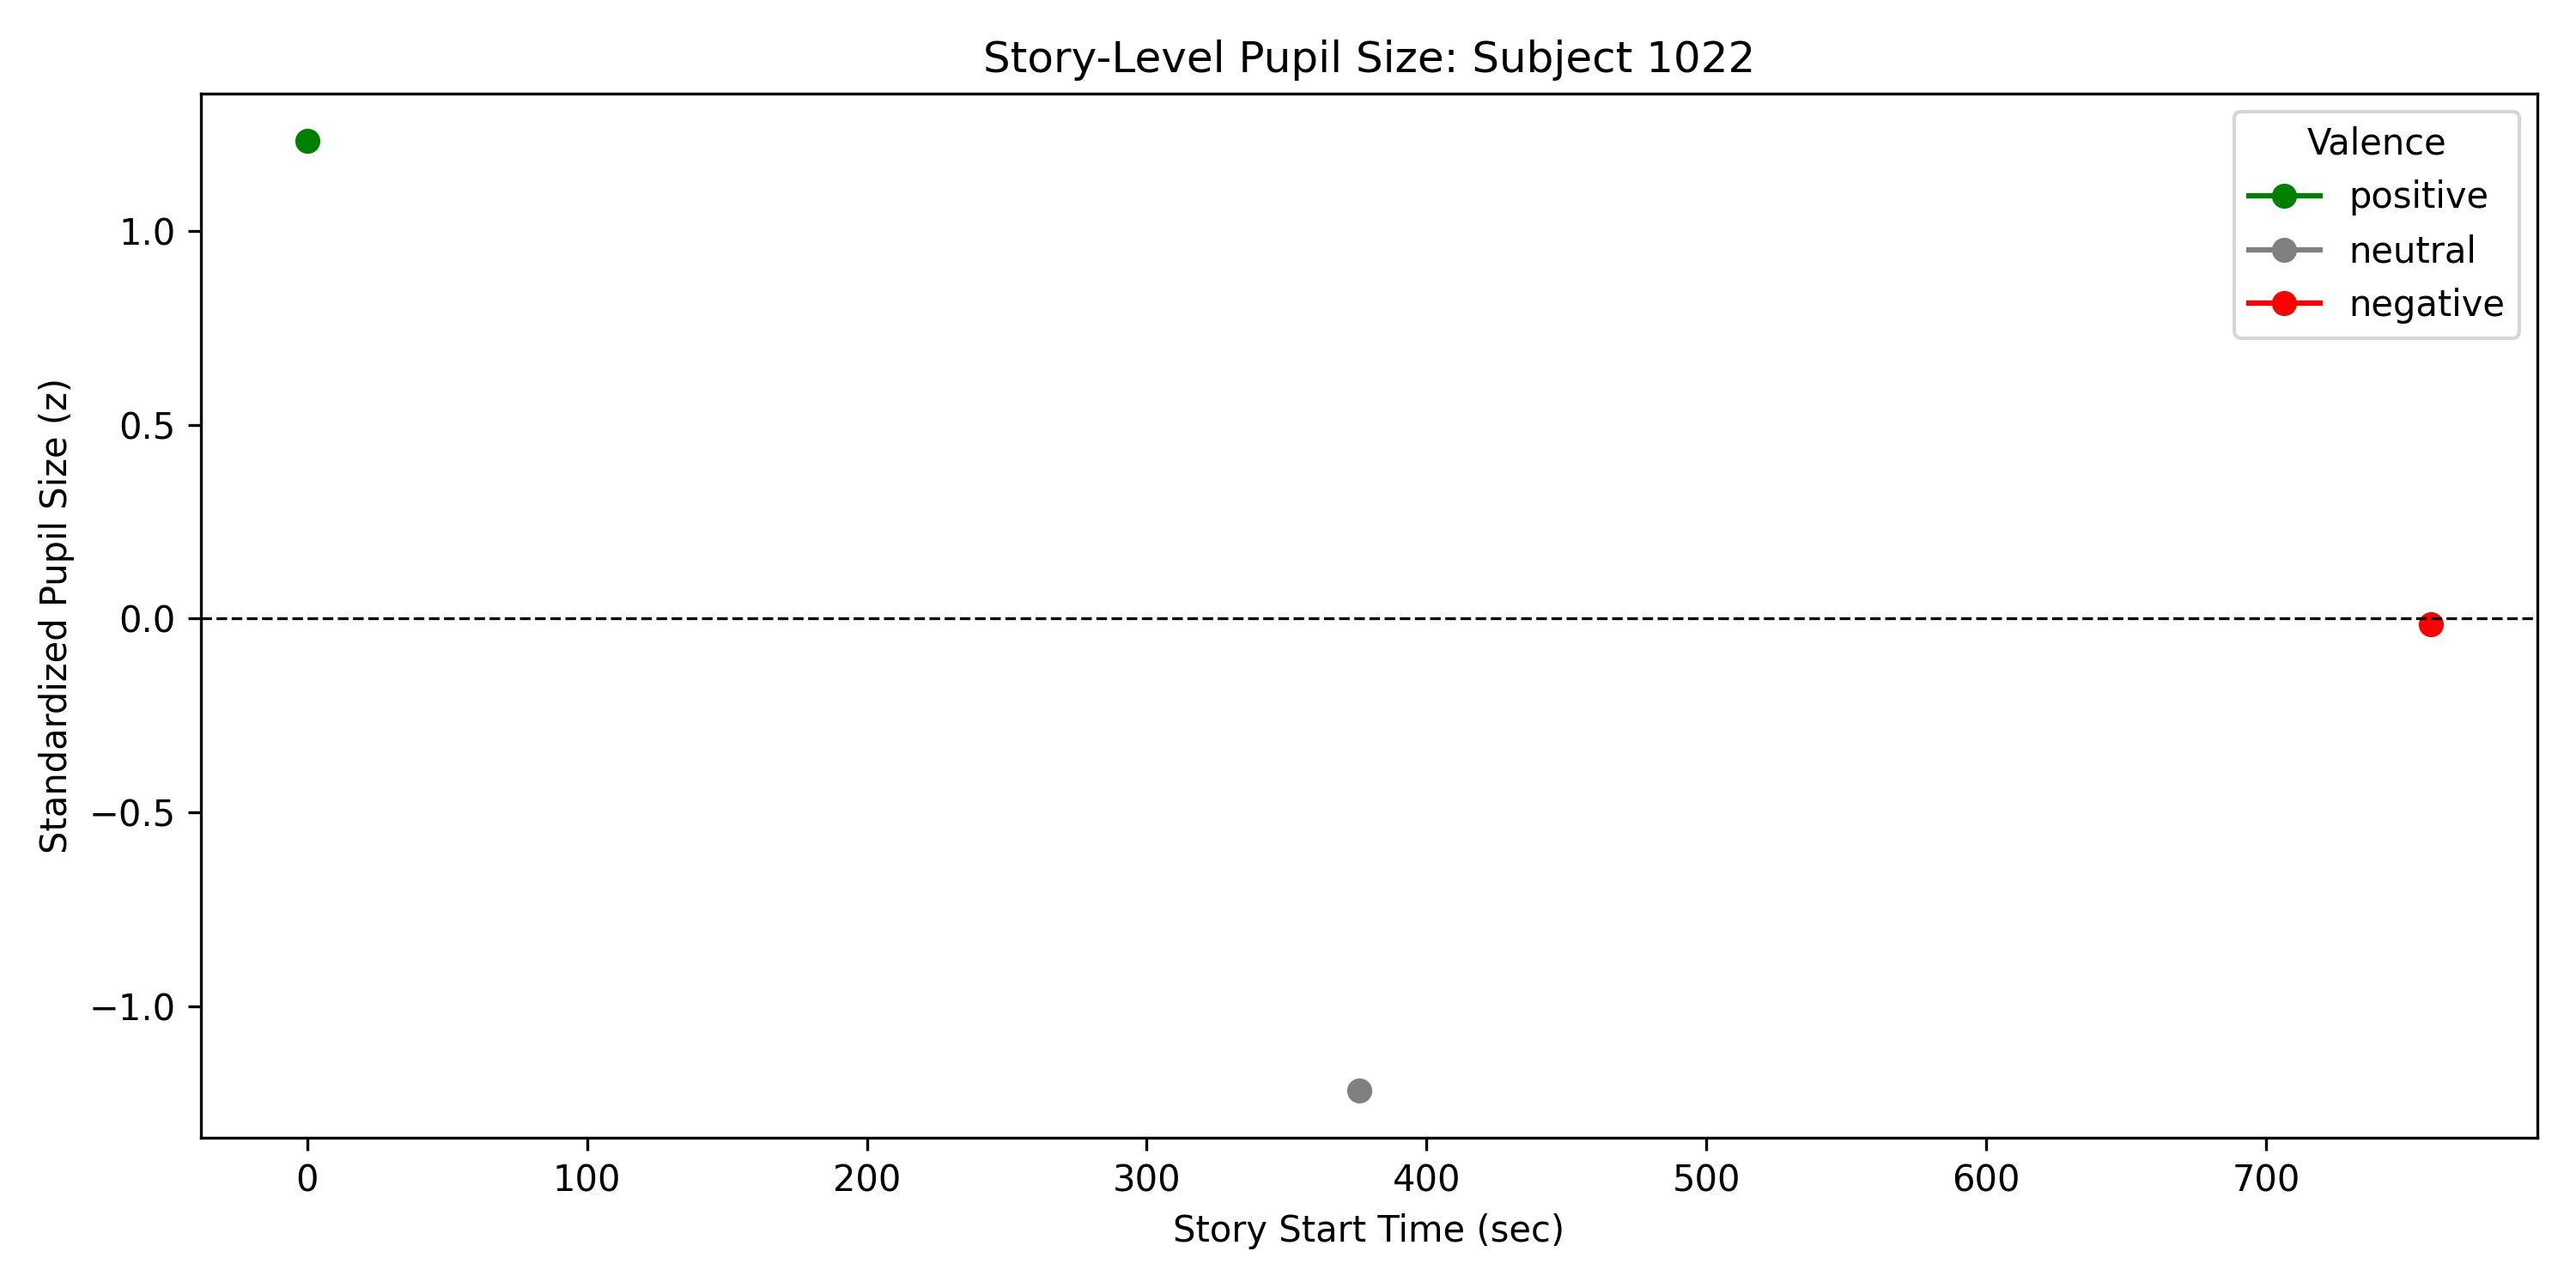 Story-Level Pupil Size: Subject 1022
Valence
positive
neutral
negative
Standardized Pupil Size (z)
1.0
0.5
0.0
−0.5
−1.0
0 100 200 300 400 500 600 700
Story Start Time (sec)